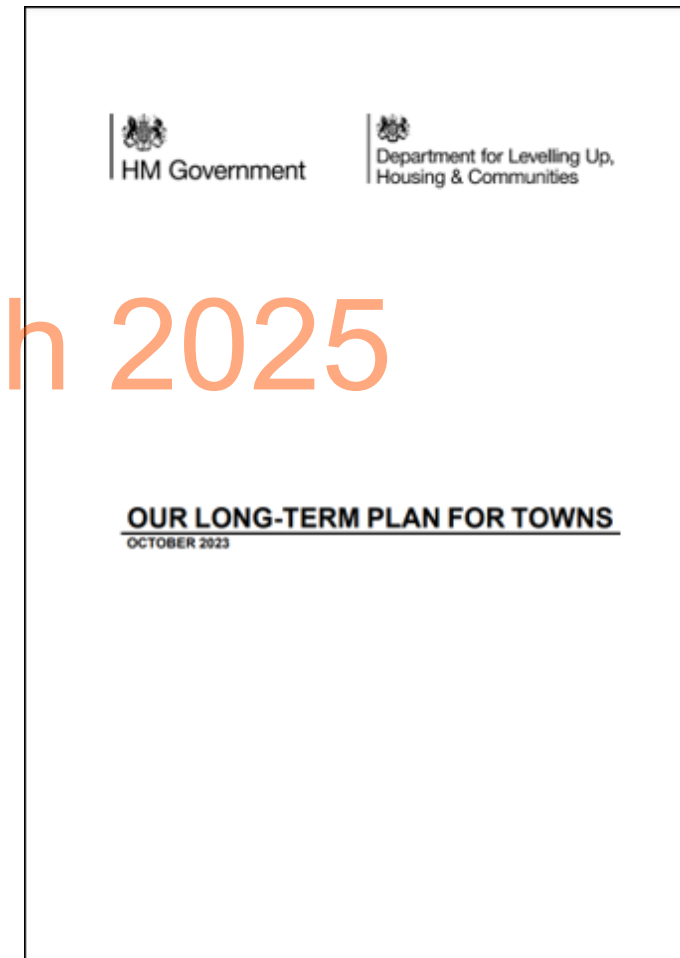 HM Government
Department for Levelling Up,
Housing & Communities
h 2025
OUR LONG-TERM PLAN FOR TOWNS
OCTOBER 2023